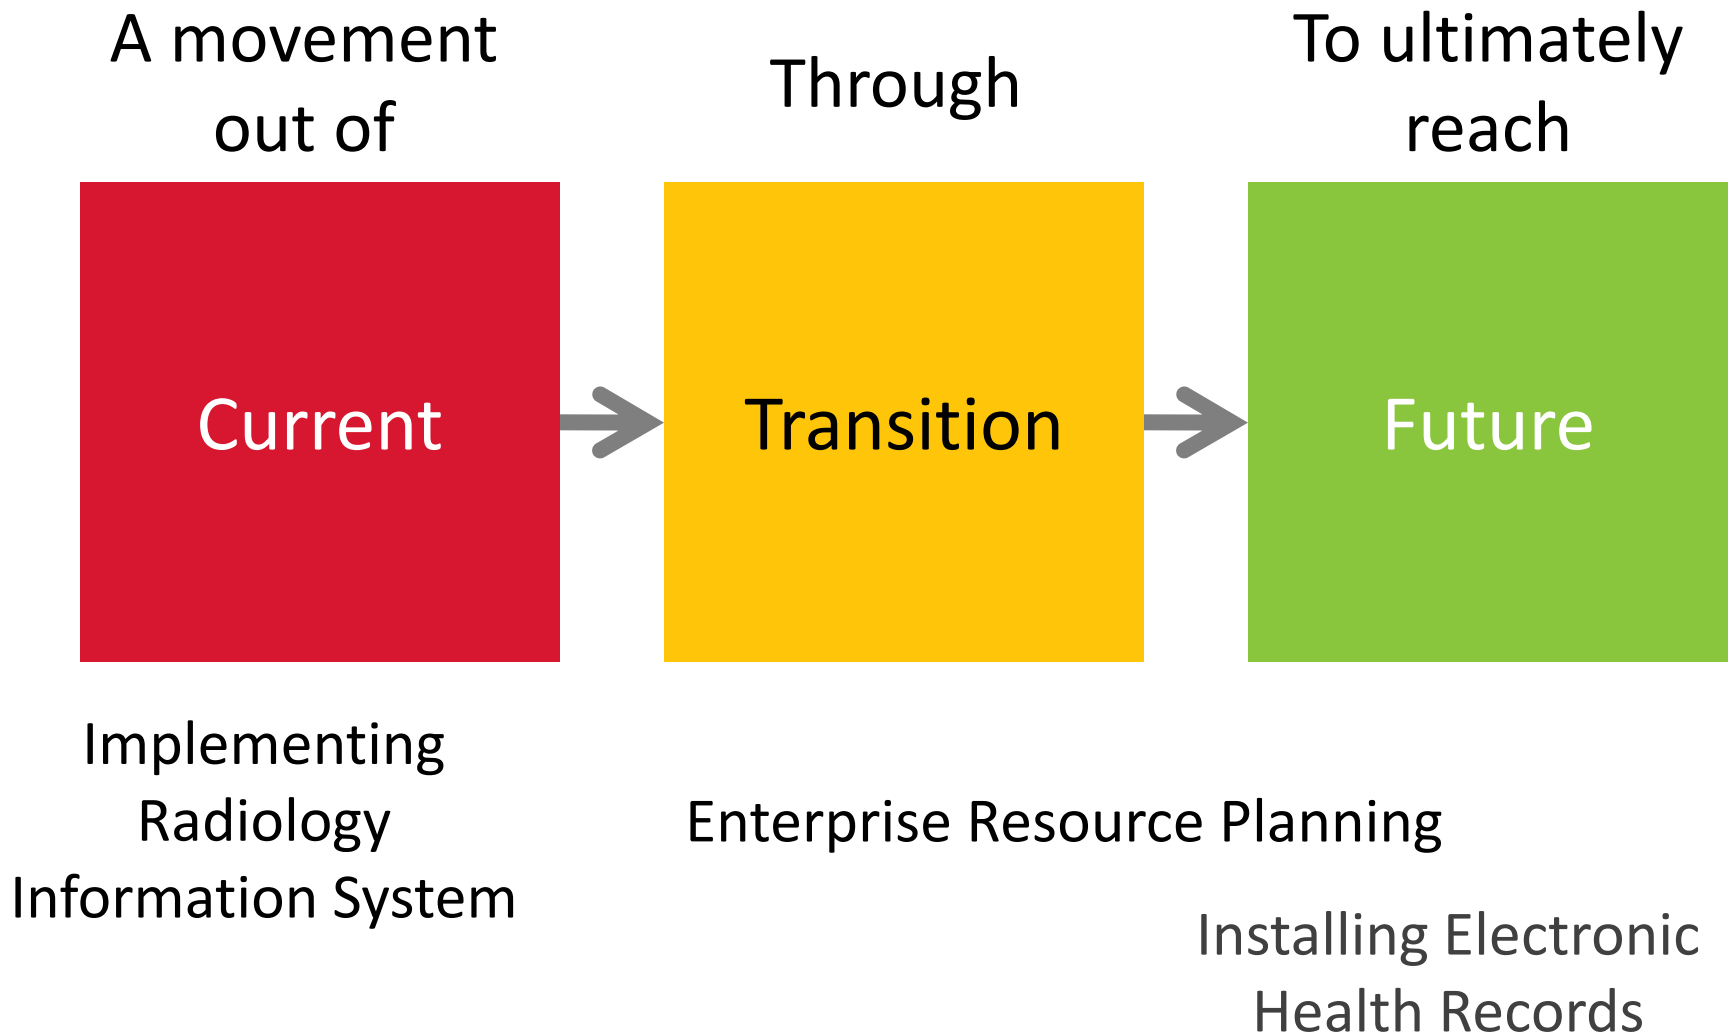 A movement
out of
Through
To ultimately
reach
Current
Transition
Future
Implementing
Radiology
Information System
Enterprise Resource Planning
Installing Electronic
Health Records